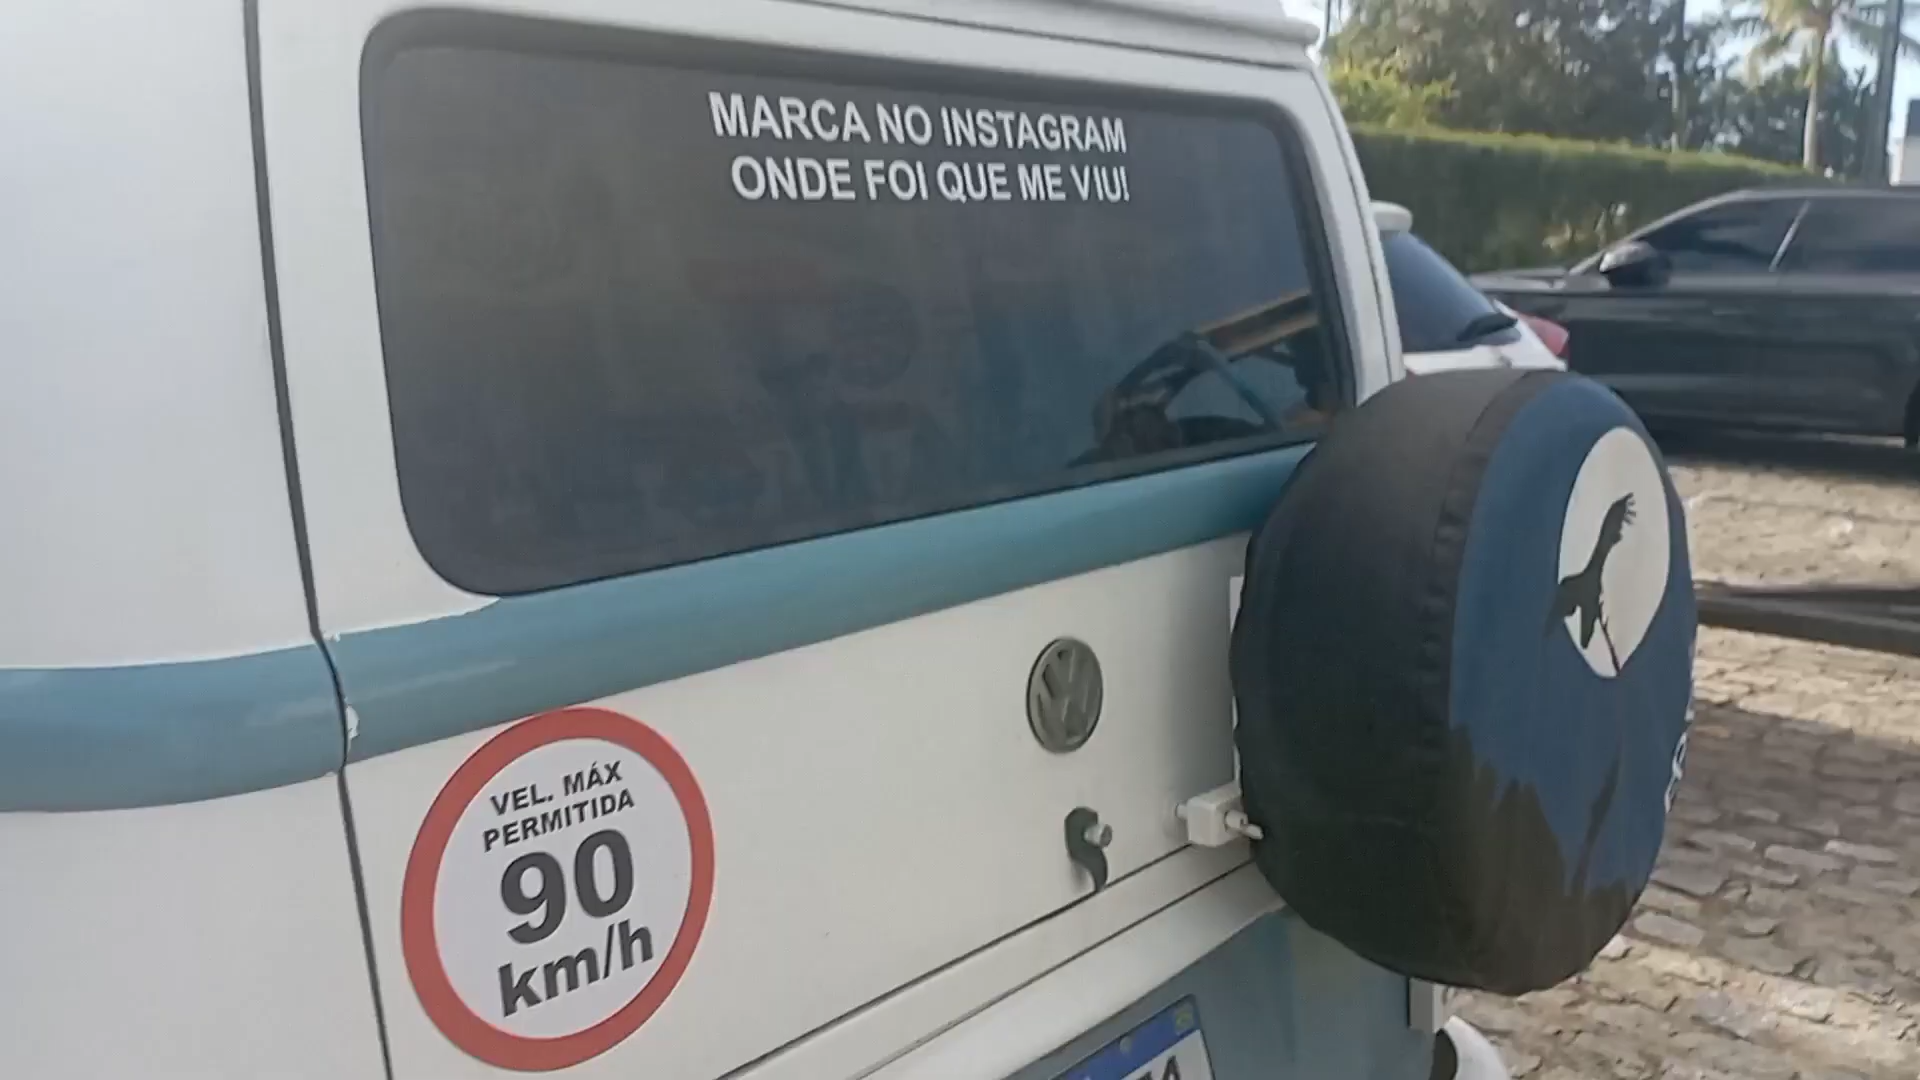 MARCA NO INSTAGRAM
ONDE FOI QUE ME VIU!
VEL. MÁX
PERMITIDA
90
km/h